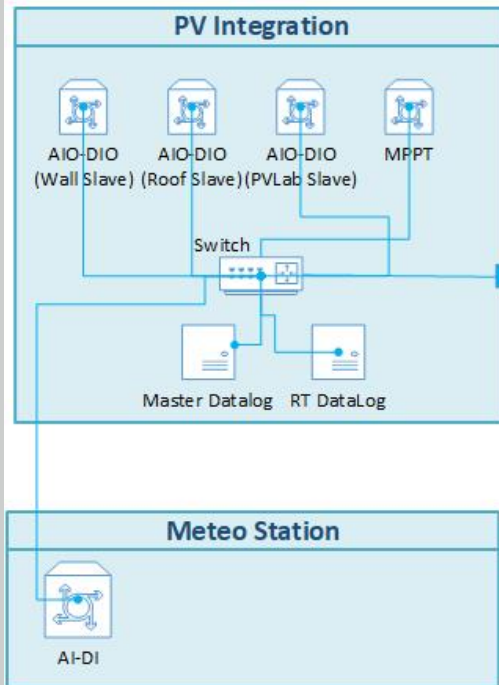 PV Integration
AIO-DIO AIO-DIO AIO-DIO MPPT
(Wall Slave) (Roof Slave) (PVLab Slave)
Switch
Master Datalog RT DataLog
Meteo Station
AI-DI